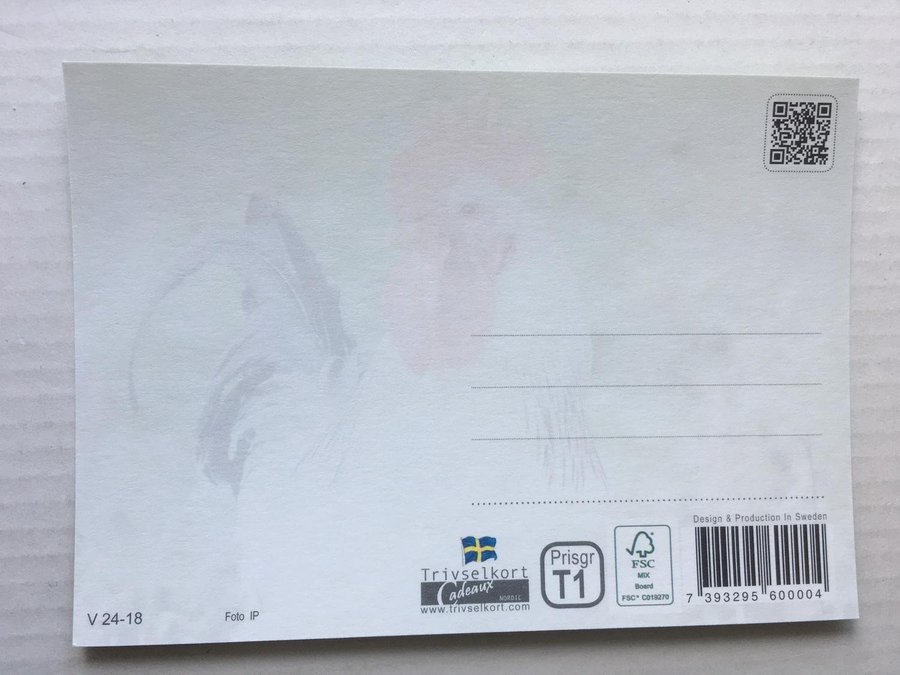 Design & Production In Sweden
Trivselkort
Cadeaux
NORDIC
www.trivselkort.com
Prisgr
T1
FSC
MIX
Board
FSC® C019270
7 393295 600004
V 24-18
Foto IP